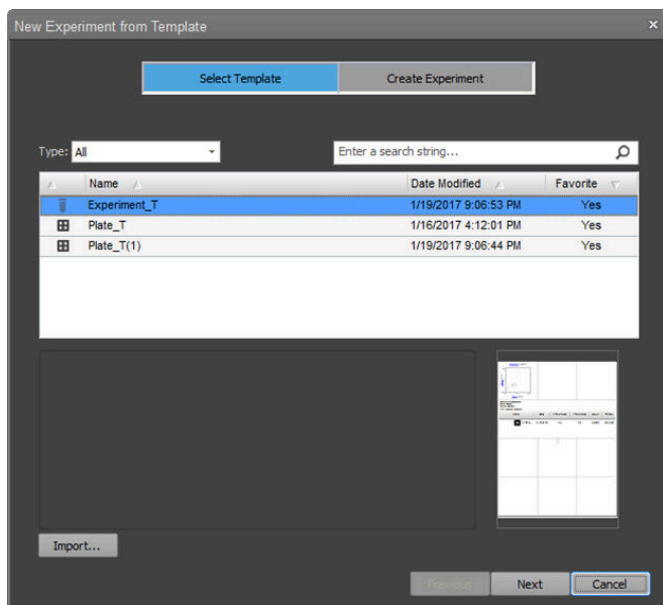 New Experiment from Template
Select Template Create Experiment
Type: All Enter a search string...
Name Date Modified Favorite
Experiment_T 1/19/2017 9:06:53 PM Yes
Plate_T 1/16/2017 4:12:01 PM Yes
Plate_T(1) 1/19/2017 9:06:44 PM Yes
Import...
Previous Next Cancel